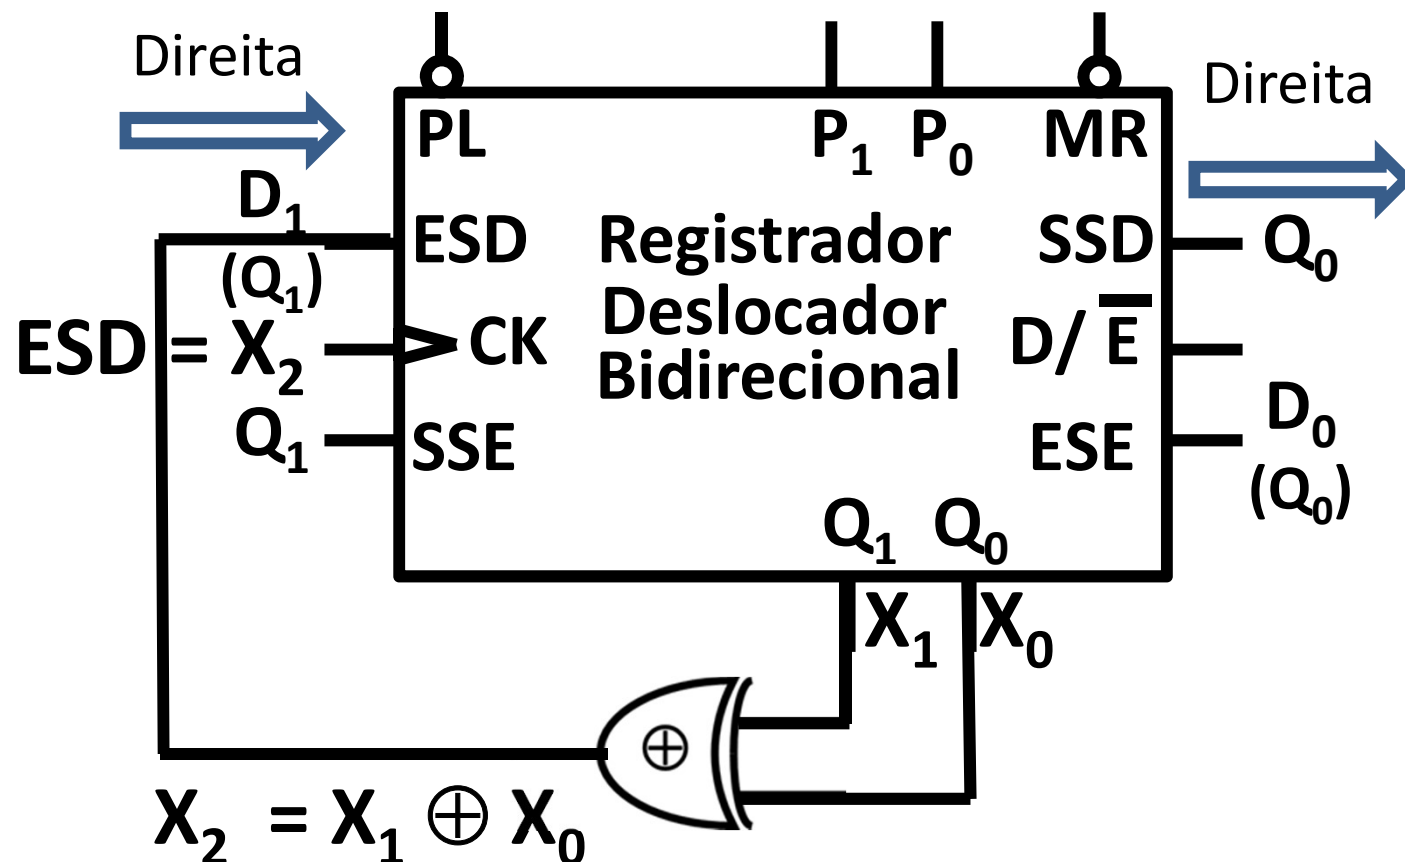 Direita
Direita
PL P₁ P₀ MR
D₁
ESD Registrador SSD Q₀
(Q₁) Deslocador
ESD = X₂ CK Bidirecional D/ E̅
Q₁ SSE ESE D₀
(Q₀)
Q₁ Q₀
X₁ X₀
⊕
X₂ = X₁ ⊕ X₀